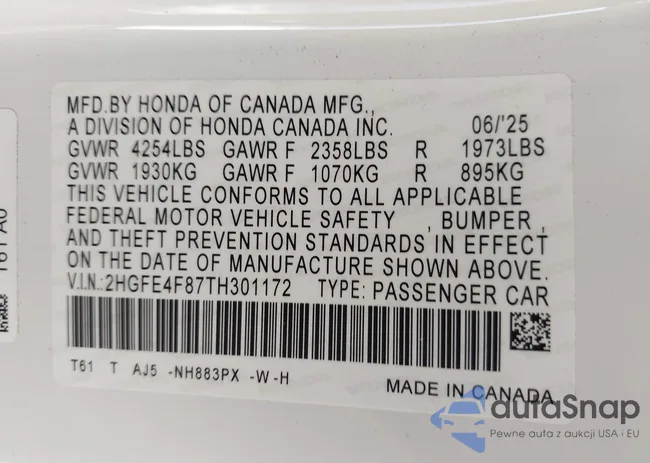 MFD.BY HONDA OF CANADA MFG.,
A DIVISION OF HONDA CANADA INC. 06/'25
GVWR 4254LBS GAWR F 2358LBS R 1973LBS
GVWR 1930KG GAWR F 1070KG R 895KG
THIS VEHICLE CONFORMS TO ALL APPLICABLE
FEDERAL MOTOR VEHICLE SAFETY , BUMPER,
AND THEFT PREVENTION STANDARDS IN EFFECT
ON THE DATE OF MANUFACTURE SHOWN ABOVE.
V.I.N.:2HGFE4F87TH301172 TYPE: PASSENGER CAR
T61 T AJ5 -NH883PX -W-H
MADE IN CANADA
autaSnap
Pewne auta z aukcji USA i EU